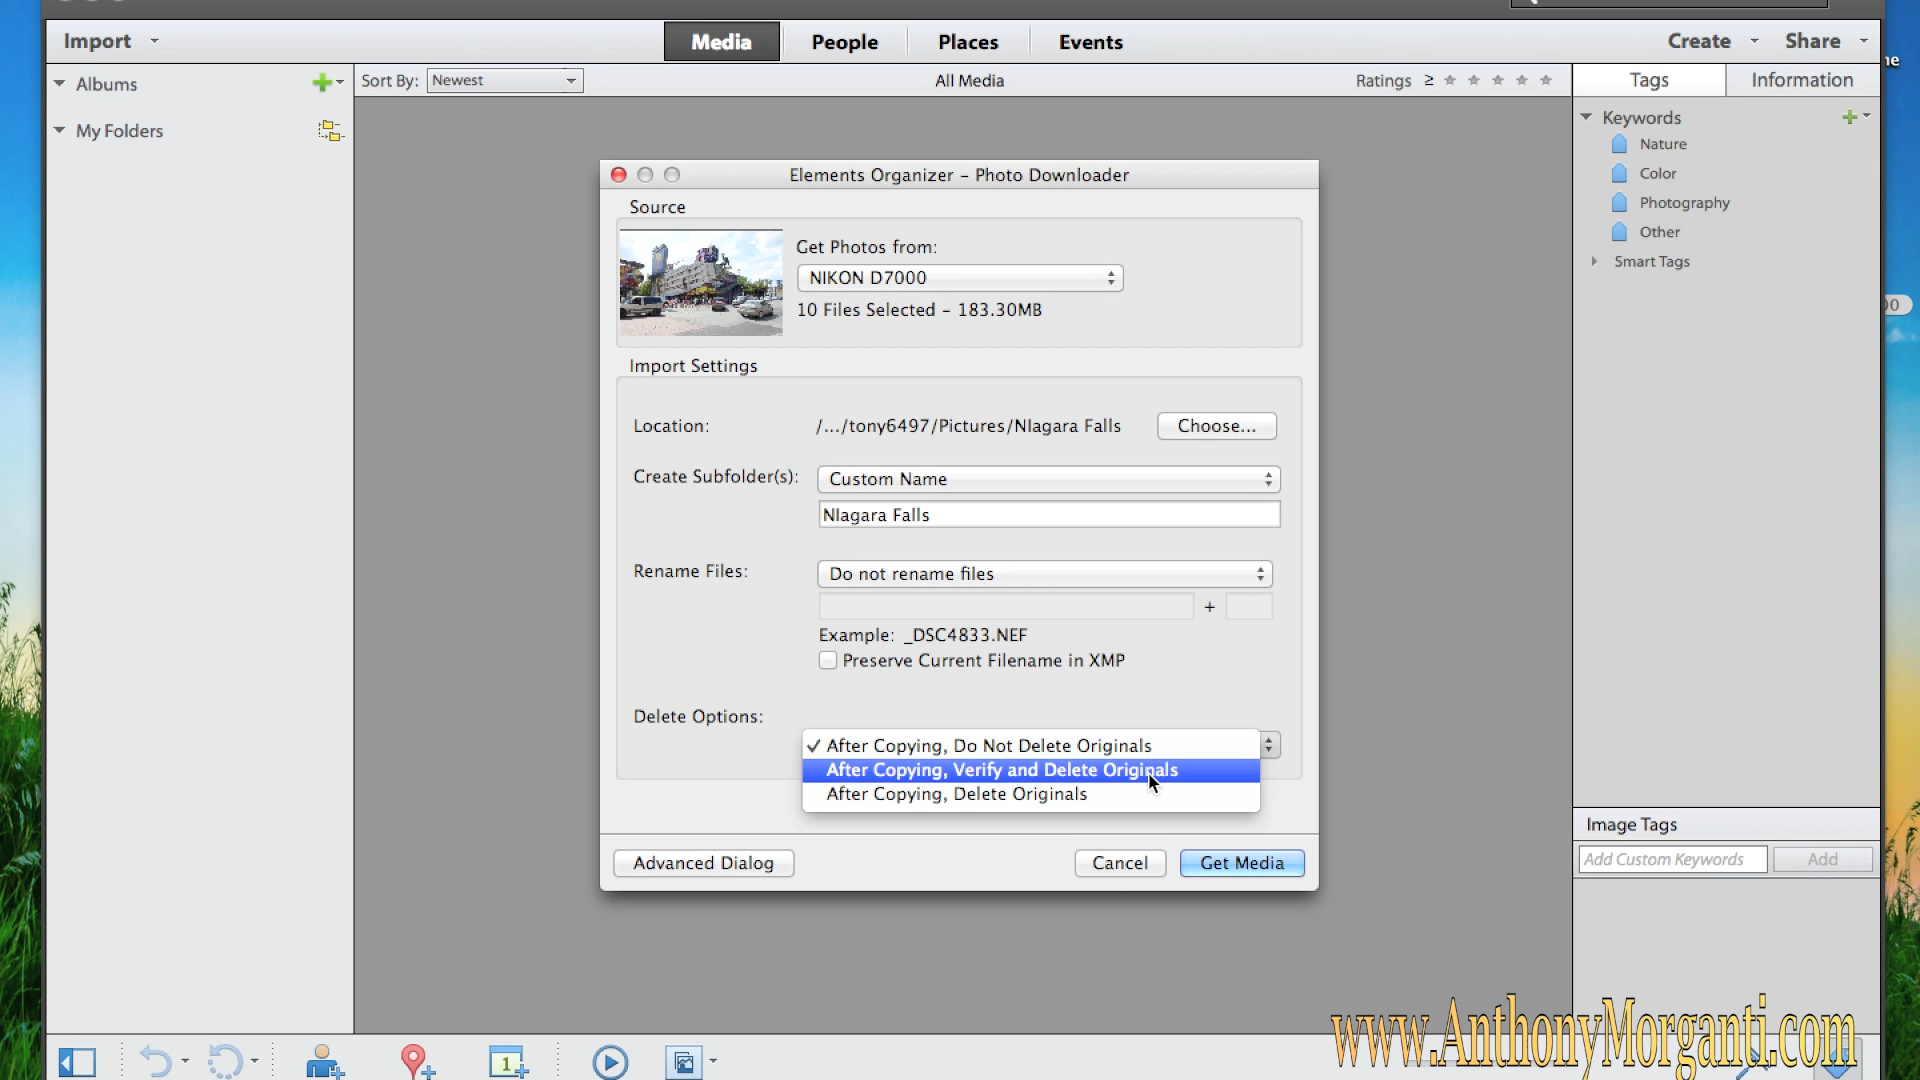 Import
Media
People
Places
Events
Create
Share
ne
Albums
Sort By:
Newest
All Media
Ratings ≥
Tags
Information
My Folders
Keywords
Nature
Color
Photography
Other
Smart Tags
00
Elements Organizer – Photo Downloader
Source
Get Photos from:
NIKON D7000
10 Files Selected – 183.30MB
Import Settings
Location:
/.../tony6497/Pictures/NIagara Falls
Choose...
Create Subfolder(s):
Custom Name
NIagara Falls
Rename Files:
Do not rename files
+
Example: _DSC4833.NEF
Preserve Current Filename in XMP
Delete Options:
✓ After Copying, Do Not Delete Originals
After Copying, Verify and Delete Originals
After Copying, Delete Originals
Advanced Dialog
Cancel
Get Media
Image Tags
Add Custom Keywords
Add
1
www.AnthonyMorganti.com